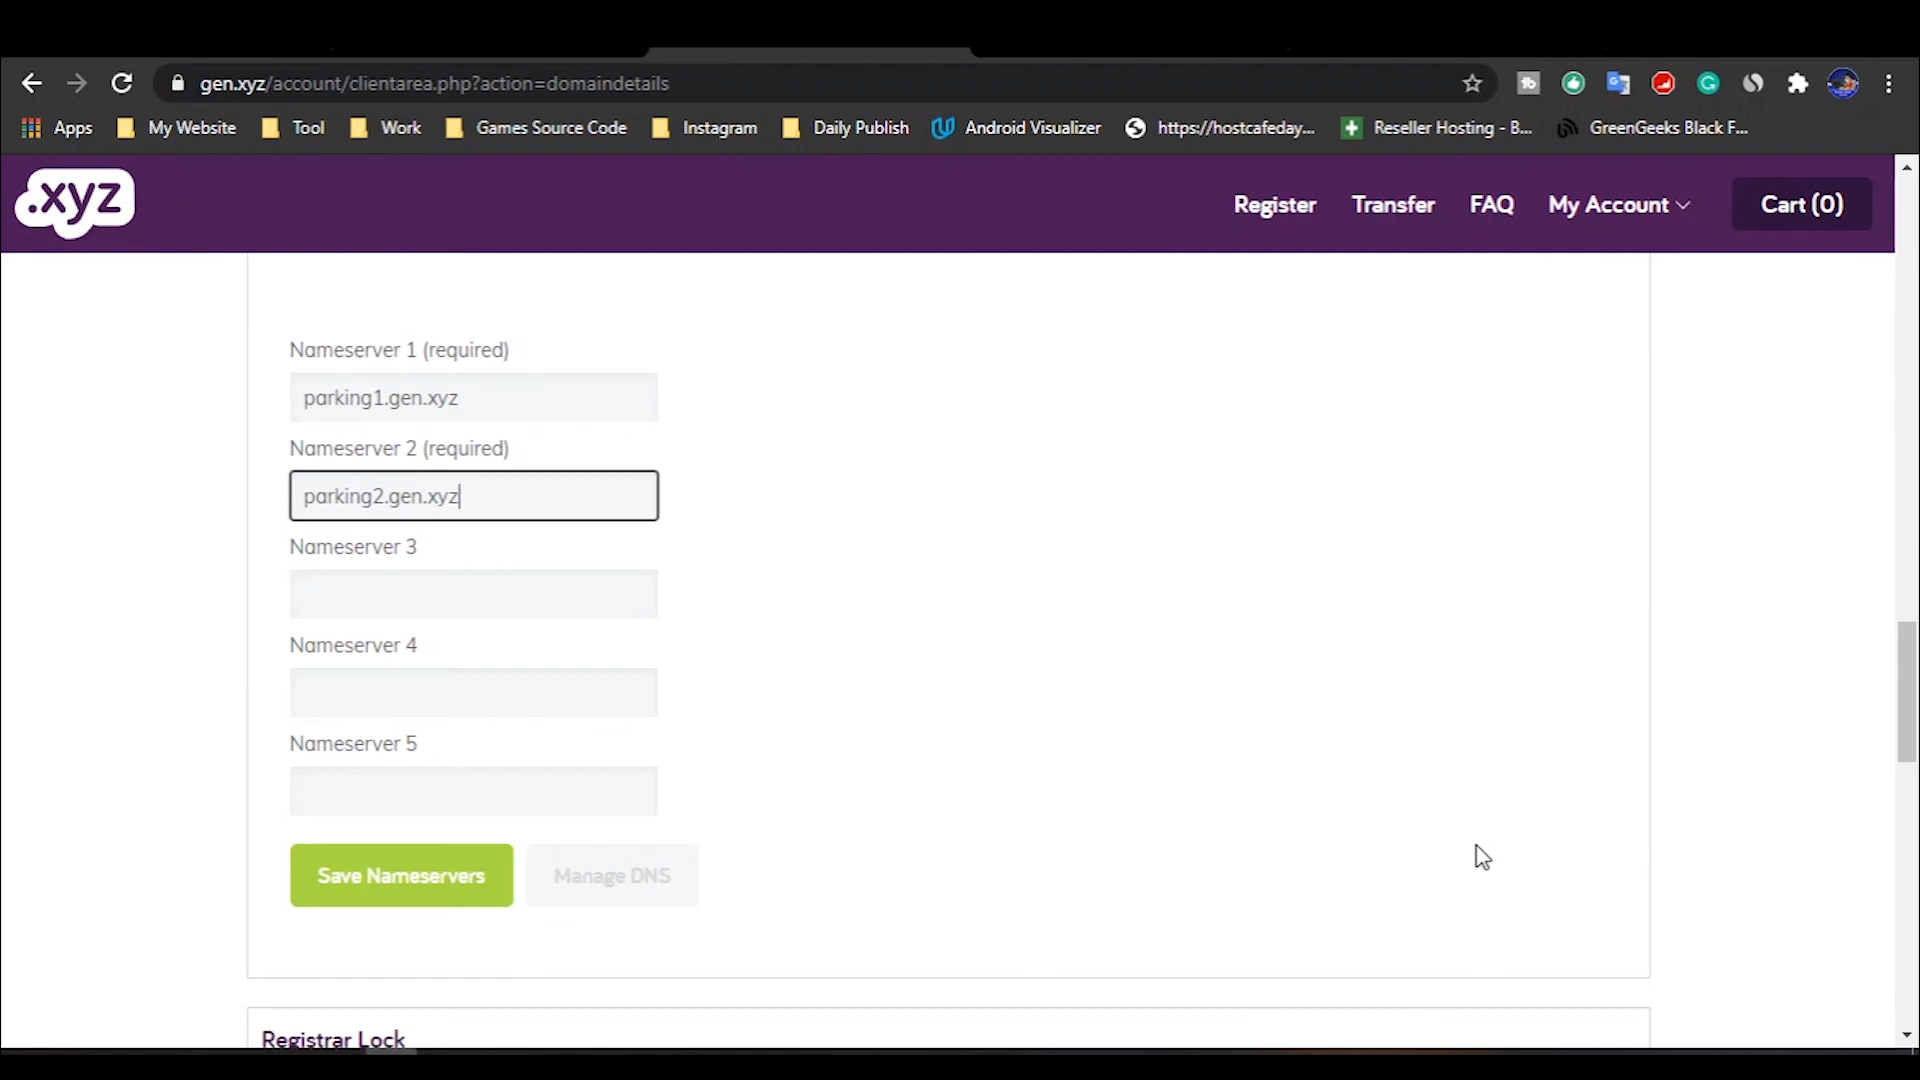 gen.xyz/account/clientarea.php?action=domaindetails
Apps My Website Tool Work Games Source Code Instagram Daily Publish Android Visualizer https://hostcafeday... Reseller Hosting - B... GreenGeeks Black F...
.xyz Register Transfer FAQ My Account Cart (0)
Nameserver 1 (required)
parking1.gen.xyz
Nameserver 2 (required)
parking2.gen.xyz
Nameserver 3
Nameserver 4
Nameserver 5
Save Nameservers Manage DNS
Registrar Lock